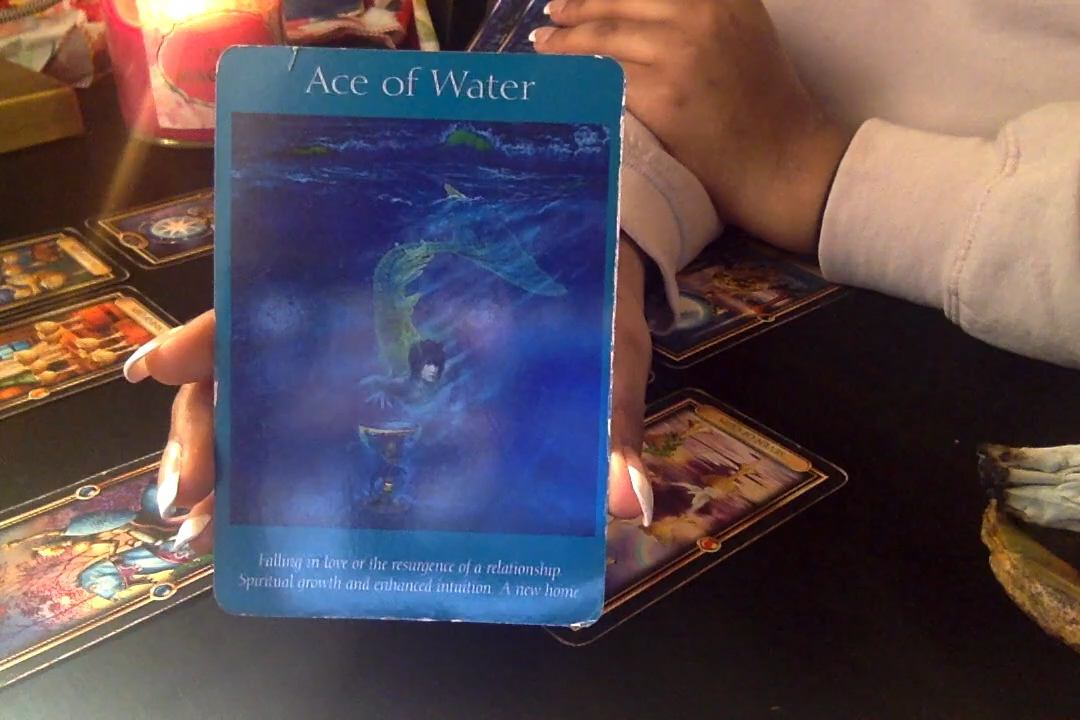 Ace of Water
Falling in love or the resurgence of a relationship.
Spiritual growth and enhanced intuition. A new home.